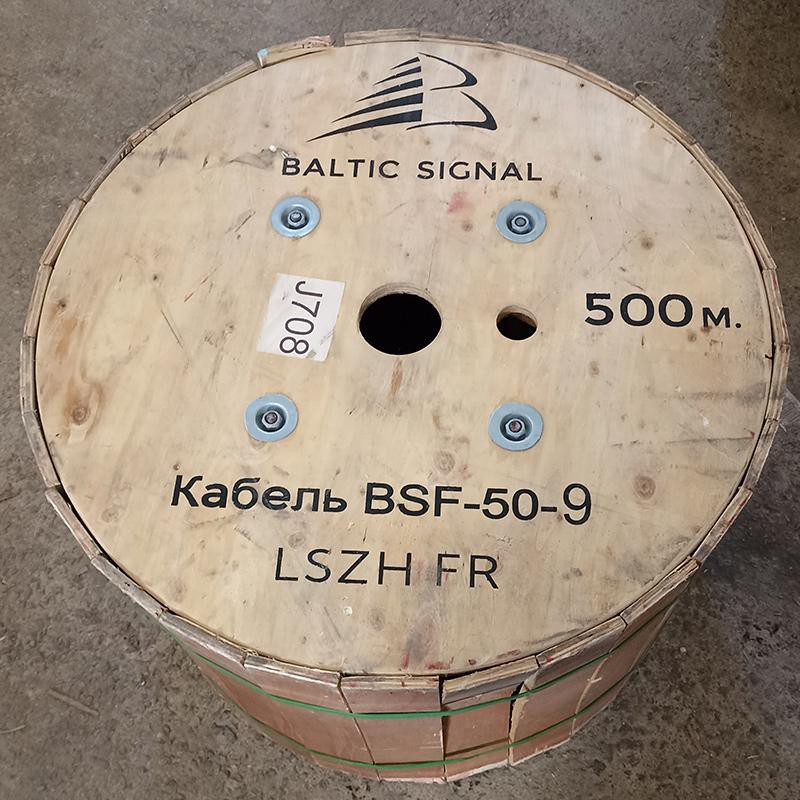 BALTIC SIGNAL
J708
500м.
Кабель BSF-50-9
LSZH FR